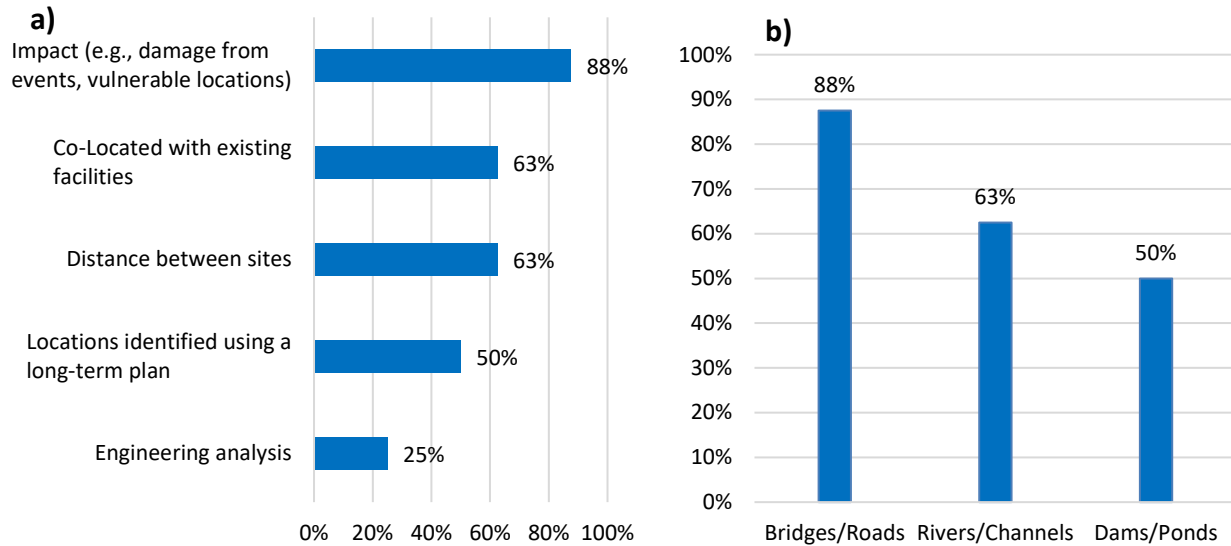 a)
Impact (e.g., damage from
events, vulnerable locations)
88%
Co-Located with existing
facilities
63%
Distance between sites
63%
Locations identified using a
long-term plan
50%
Engineering analysis
25%
0% 20% 40% 60% 80% 100%
b)
100%
90%
80%
70%
60%
50%
40%
30%
20%
10%
0%
88%
63%
50%
Bridges/Roads Rivers/Channels Dams/Ponds